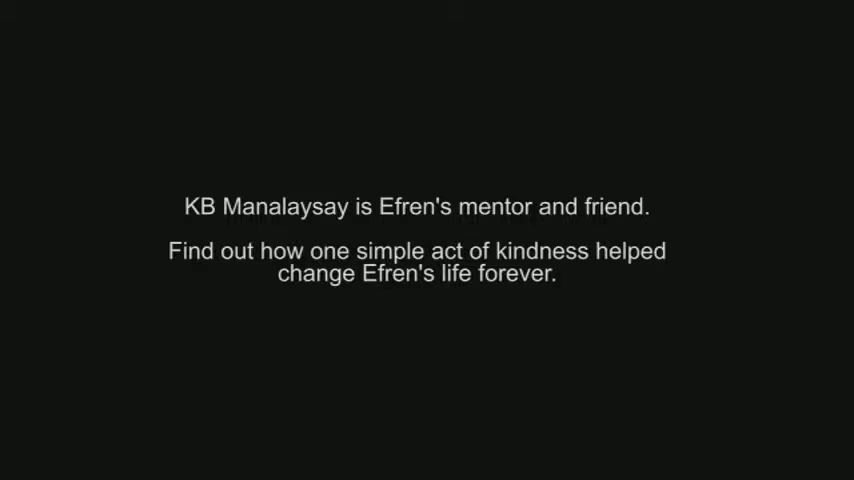 KB Manalaysay is Efren's mentor and friend.
Find out how one simple act of kindness helped
change Efren's life forever.